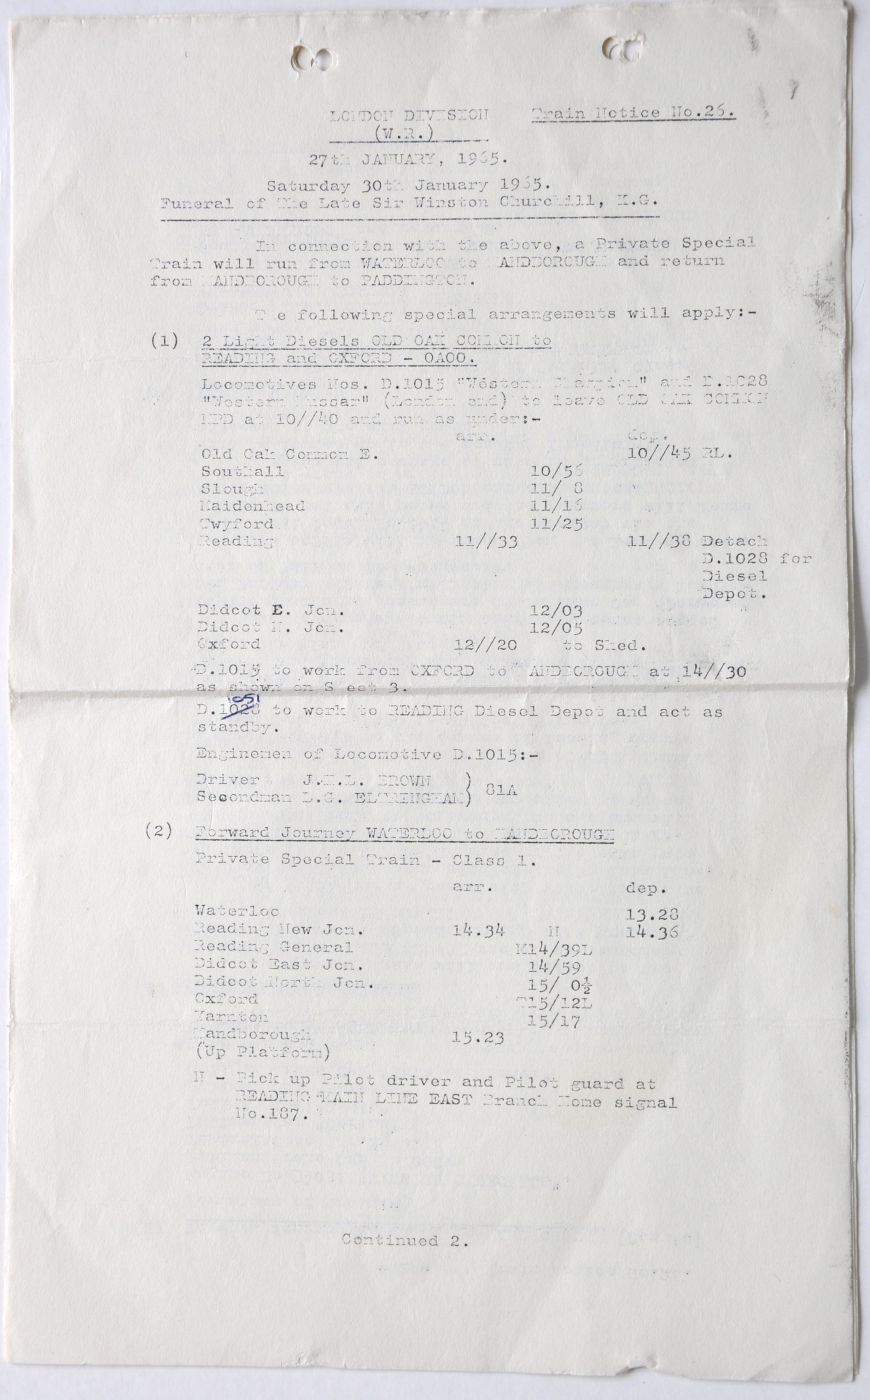 LONDON DIVISION Train Notice No.26.
(W.R.)
27th JANUARY, 1965.
Saturday 30th January 1965.
Funeral of The Late Sir Winston Churchill, K.G.
In connection with the above, a Private Special
Train will run from WATERLOO to HANDBOROUGH and return
from HANDBOROUGH to PADDINGTON.
The following special arrangements will apply:-
(1) 2 Light Diesels OLD OAK COMMON to
READING and OXFORD - 0A00.
Locomotives Nos. D.1015 "Western Champion" and D.1028
"Western Hussar" (London end) to leave OLD OAK COMMON
MPD at 10//40 and run as under:-
arr. dep.
Old Oak Common E. 10//45 RL.
Southall 10/56
Slough 11/ 8
Maidenhead 11/16
Twyford 11/25
Reading 11//33 11//38 Detach
D.1028 for
Diesel
Depot.
Didcot E. Jcn. 12/03
Didcot N. Jcn. 12/05
Oxford 12//20 to Shed.
D.1015 to work from OXFORD to HANDBOROUGH at 14//30
as shown on Sheet 3.
1051
D.1028 to work to READING Diesel Depot and act as
standby.
Enginemen of Locomotive D.1015:-
Driver J.H.L. BROWN )
Secondman L.G. ELTRINGHAM) 81A
(2) Forward Journey WATERLOO to HANDBOROUGH
Private Special Train - Class 1.
arr. dep.
Waterloo 13.28
Reading New Jcn. 14.34 N 14.36
Reading General M14/39L
Didcot East Jcn. 14/59
Didcot North Jcn. 15/ 0½
Oxford T15/12L
Yarnton 15/17
Handborough 15.23
(Up Platform)
N - Pick up Pilot driver and Pilot guard at
READING MAIN LINE EAST Branch Home signal
No.187.
Continued 2.